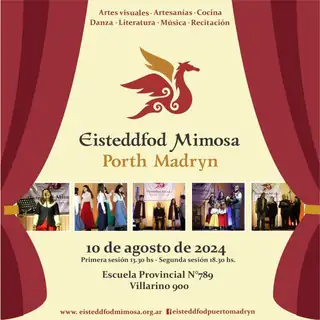 Artes visuales · Artesanías · Cocina
Danza · Literatura · Música · Recitación
Eisteddfod Mimosa
Porth Madryn
10 de agosto de 2024
Primera sesión 13.30 hs - Segunda sesión 18.30 hs.
Escuela Provincial N°789
Villarino 900
www.eisteddfodmimosa.org.ar
eisteddfodpuertomadryn